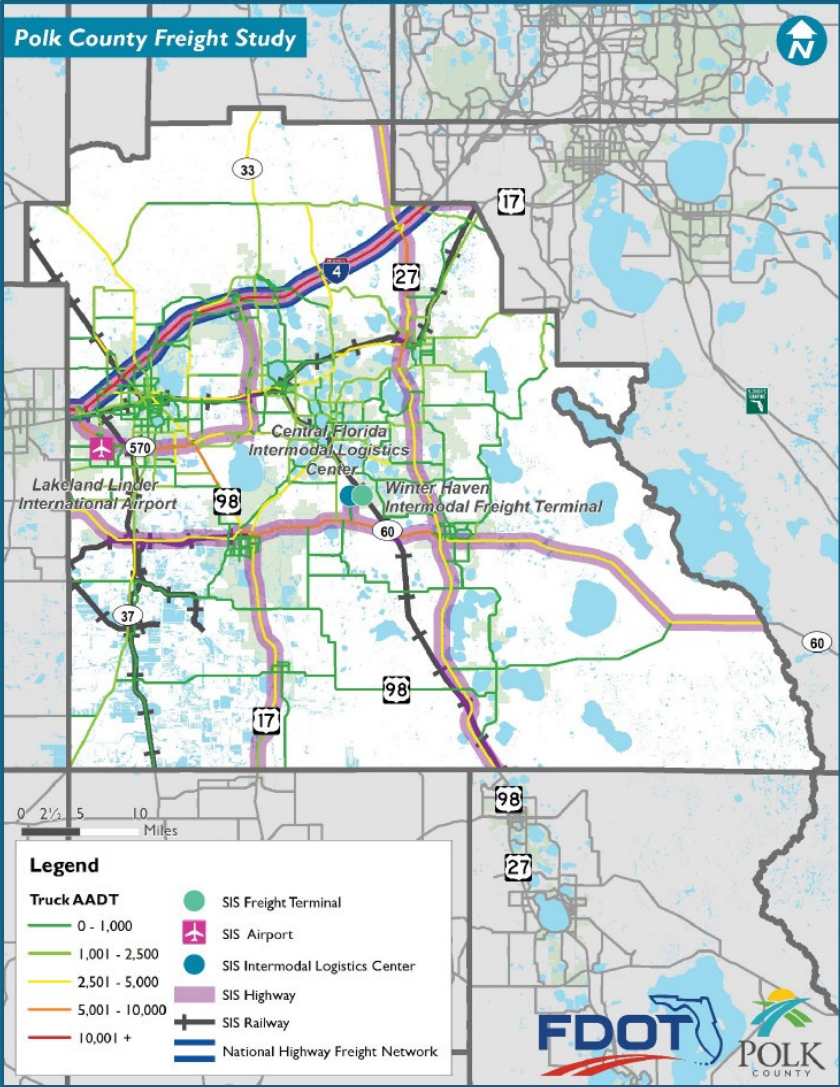 Polk County Freight Study
N
33
17
4
27
570
Central Florida
Intermodal Logistics
Center
Lakeland Linder
International Airport
98
Winter Haven
Intermodal Freight Terminal
60
37
60
98
17
98
27
0 2½ 5 10
Miles
Legend
Truck AADT
0 - 1,000
1,001 - 2,500
2,501 - 5,000
5,001 - 10,000
10,001 +
SIS Freight Terminal
SIS Airport
SIS Intermodal Logistics Center
SIS Highway
SIS Railway
National Highway Freight Network
FDOT
POLK
COUNTY